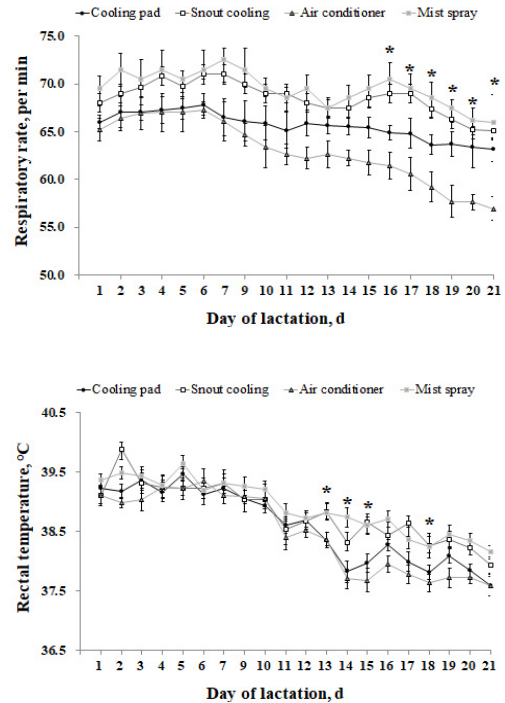 Cooling pad Snout cooling Air conditioner Mist spray
75.0
70.0
65.0
60.0
55.0
50.0
Respiratory rate, per min
* * * * * *
1 2 3 4 5 6 7 8 9 10 11 12 13 14 15 16 17 18 19 20 21
Day of lactation, d
Cooling pad Snout cooling Air conditioner Mist spray
40.5
39.5
38.5
37.5
36.5
Rectal temperature, °C
* * * *
1 2 3 4 5 6 7 8 9 10 11 12 13 14 15 16 17 18 19 20 21
Day of lactation, d